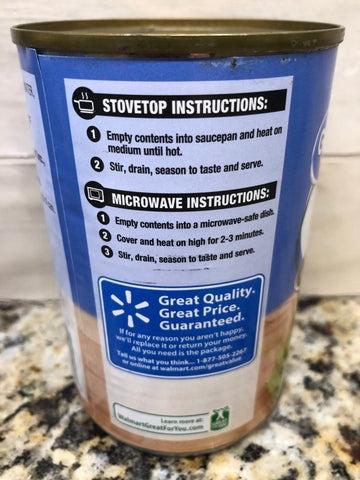 STOVETOP INSTRUCTIONS:
1 Empty contents into saucepan and heat on
medium until hot.
2 Stir, drain, season to taste and serve.
MICROWAVE INSTRUCTIONS:
1 Empty contents into a microwave-safe dish.
2 Cover and heat on high for 2-3 minutes.
3 Stir, drain, season to taste and serve.
Great Quality.
Great Price.
Guaranteed.
If for any reason you aren't happy,
we'll replace it or return your money.
All you need is the package.
Tell us what you think... 1-877-505-2267
or online at walmart.com/greatvalue
Learn more at:
WalmartGreatForYou.com